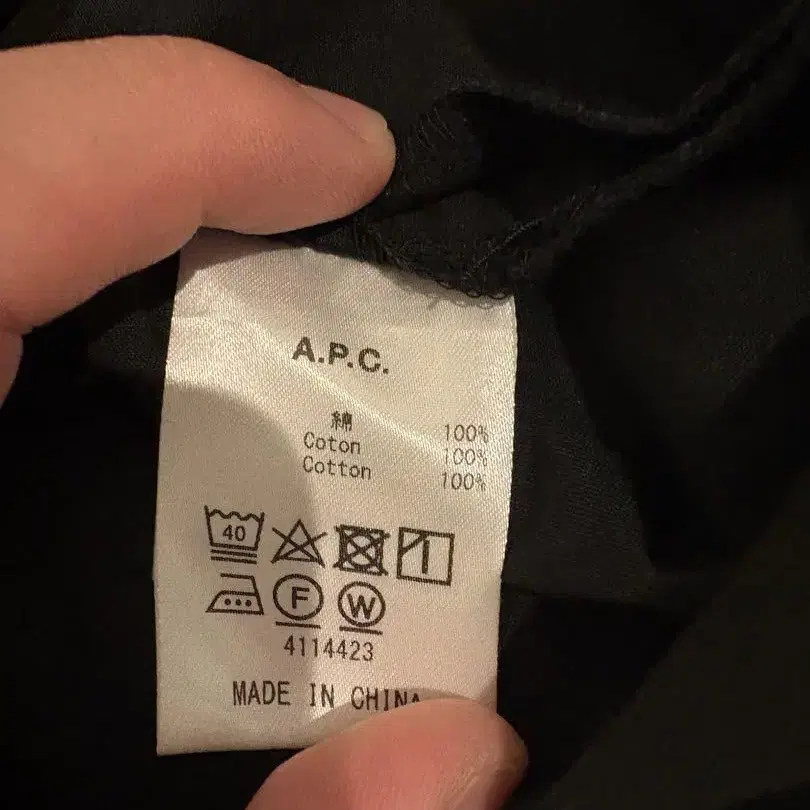 A.P.C.
綿 100%
Coton 100%
Cotton 100%
40
F W
4114423
MADE IN CHINA